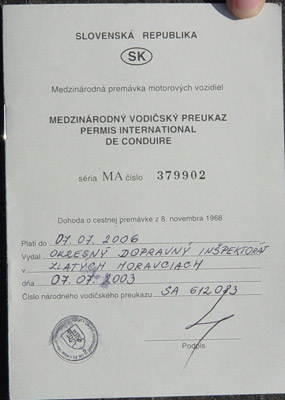 SLOVENSKÁ REPUBLIKA
SK
Medzinárodná premávka motorových vozidiel
MEDZINÁRODNÝ VODIČSKÝ PREUKAZ
PERMIS INTERNATIONAL
DE CONDUIRE
séria MA číslo 379902
Dohoda o cestnej premávke z 8. novembra 1968
Platí do 07.07.2006
Vydal OKRESNÝ DOPRAVNÝ INŠPEKTORÁT
V ZLATÝCH MORAVCIACH
dňa 07.07.2003
Číslo národného vodičského preukazu SA 612073
Podpis